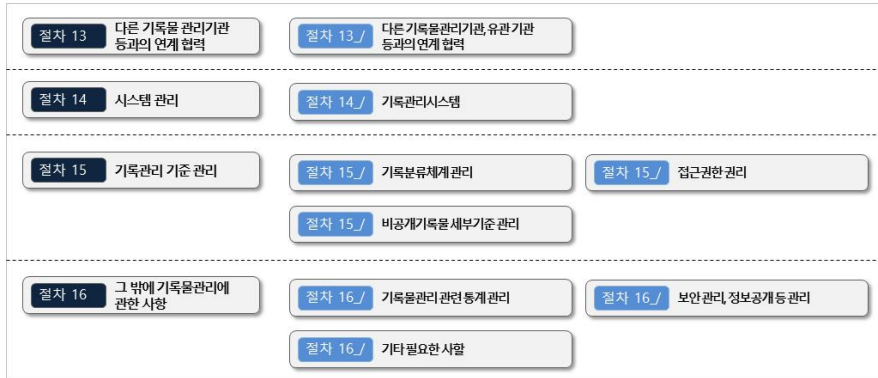 절차 13
다른 기록물 관리기관
등과의 연계 협력
절차 13_/
다른 기록물관리기관, 유관 기관
등과의 연계 협력
절차 14
시스템 관리
절차 14_/
기록관리시스템
절차 15
기록관리 기준 관리
절차 15_/
기록분류체계 관리
절차 15_/
접근권한 권리
절차 15_/
비공개기록물 세부기준 관리
절차 16
그 밖에 기록물관리에
관한 사항
절차 16_/
기록물관리 관련 통계 관리
절차 16_/
보안 관리, 정보공개 등 관리
절차 16_/
기타 필요한 사할